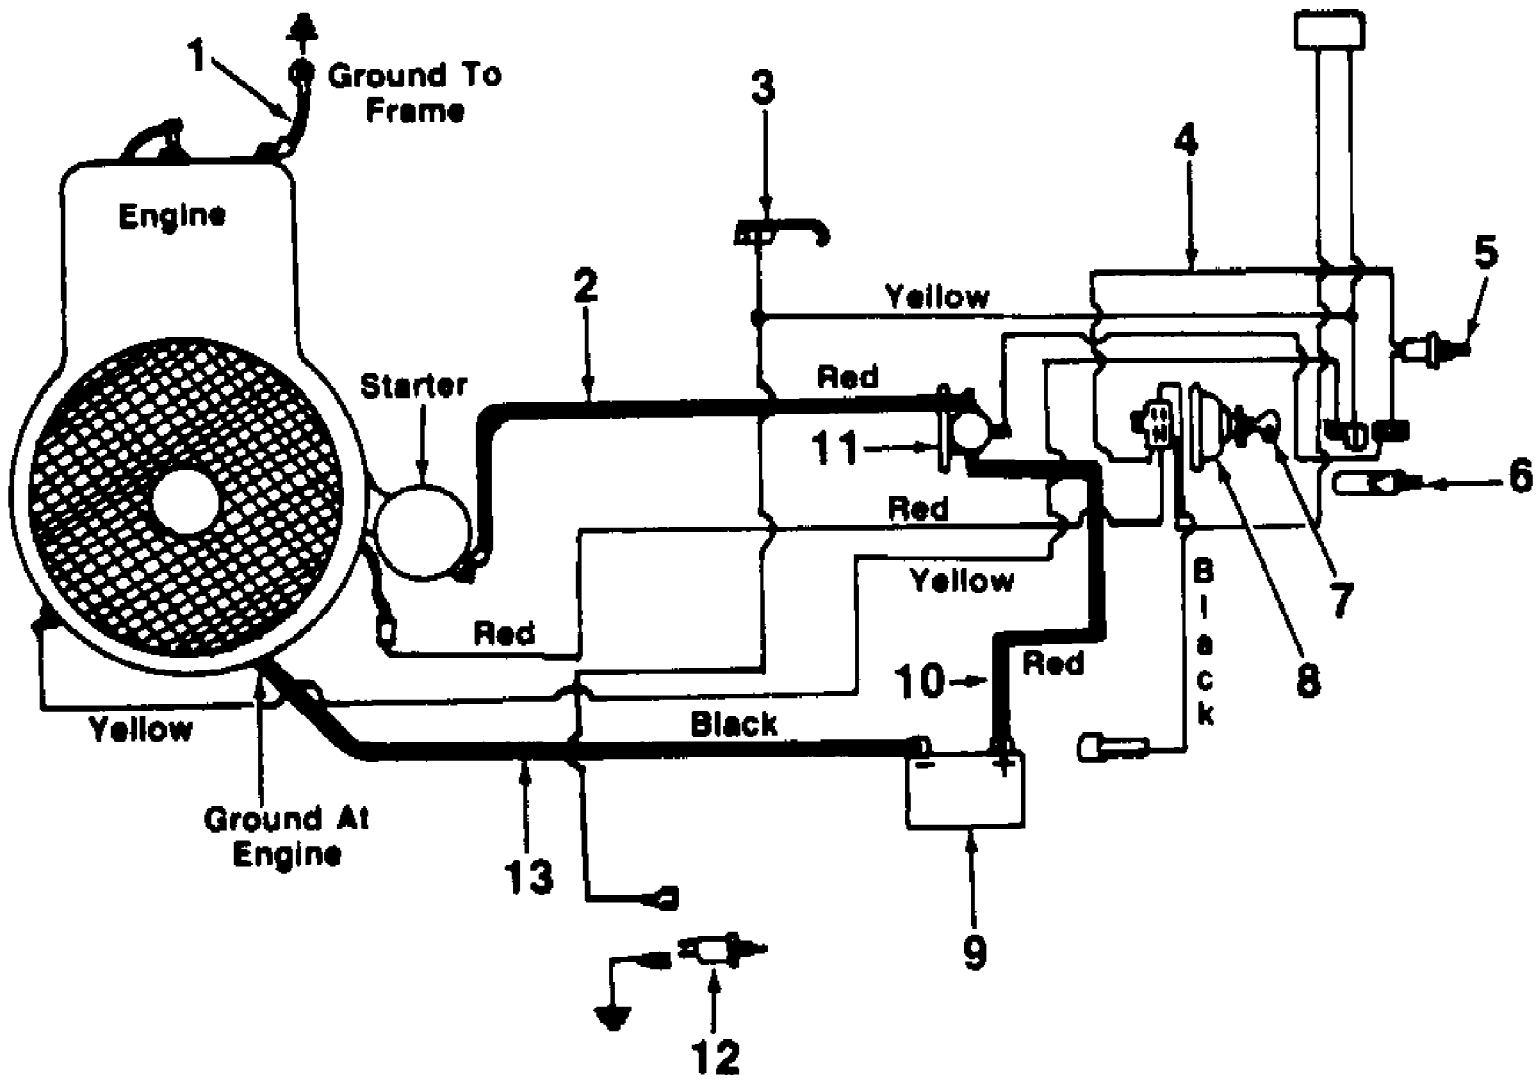 1
Ground To
Frame
3
4
Engine
5
2
Yellow
Starter
Red
11
6
Red
B
l
a
c
k
Yellow
7
Red
Red
10
8
Yellow
Black
- +
Ground At
Engine
13
9
12